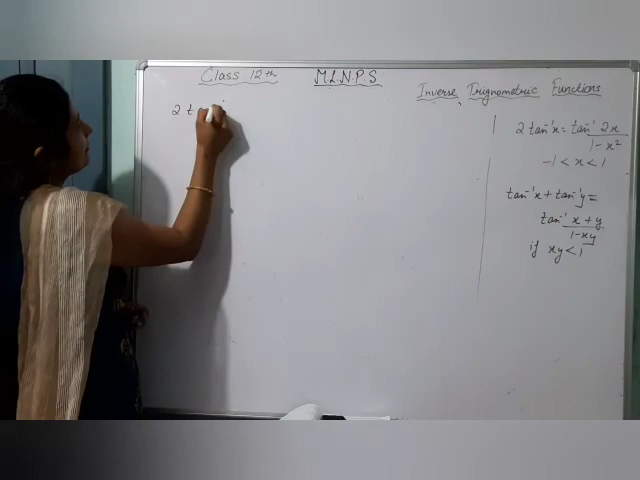 Class 12th M.L.N.P.S
Inverse Trignometric Functions
2 t
2 tan⁻¹x = tan⁻¹ 2x / 1-x²
-1 < x < 1
tan⁻¹x + tan⁻¹y =
tan⁻¹ x + y / 1-xy
if xy < 1